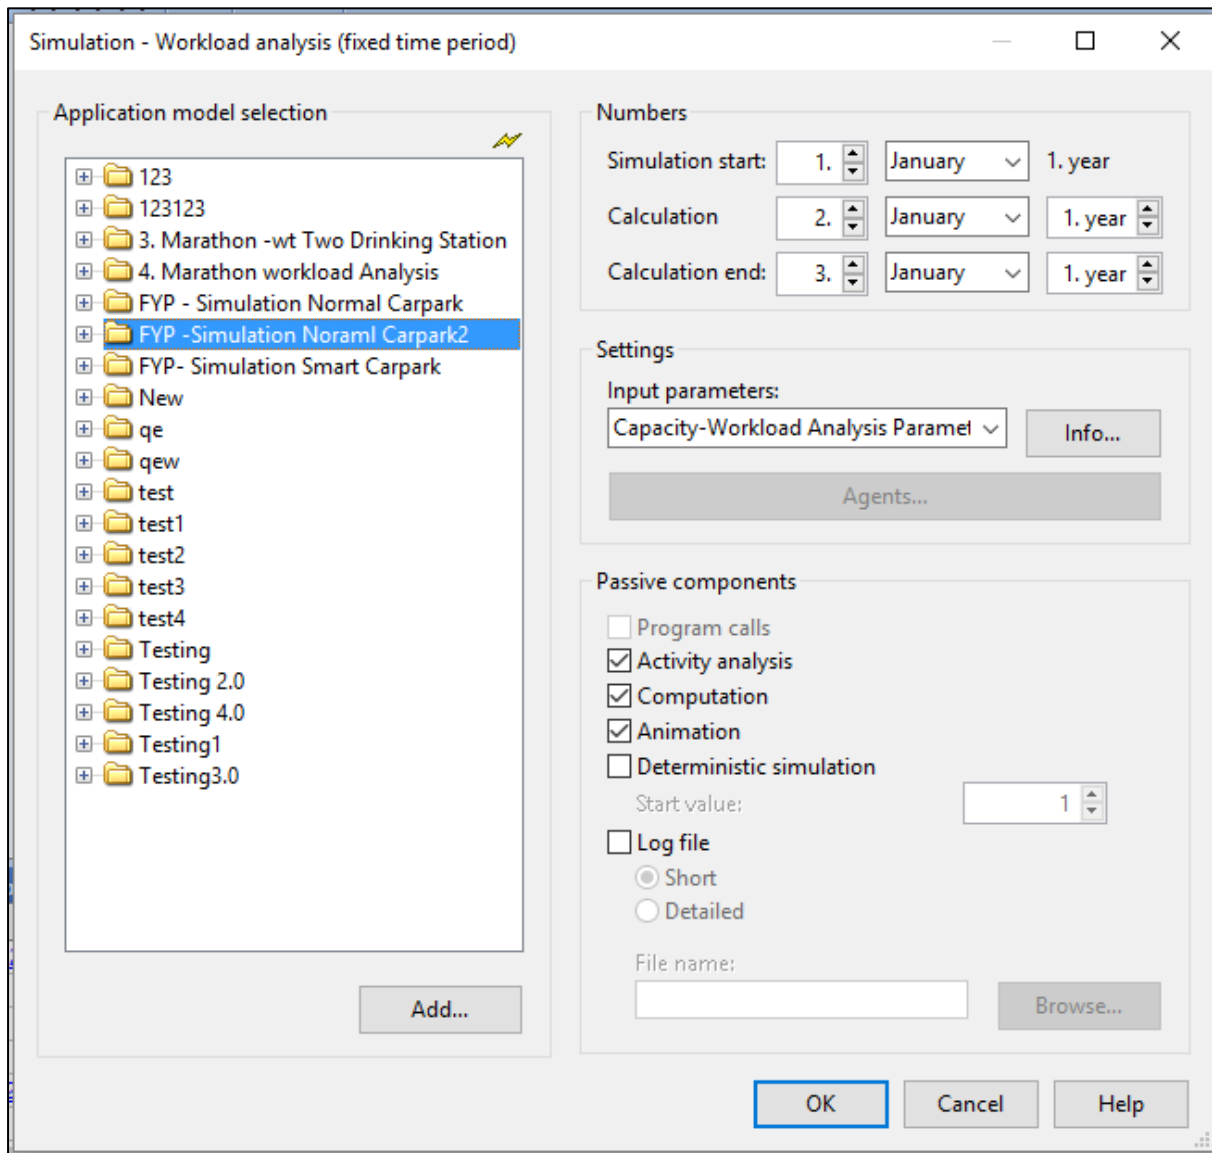 Simulation - Workload analysis (fixed time period)
Application model selection
123
123123
3. Marathon -wt Two Drinking Station
4. Marathon workload Analysis
FYP - Simulation Normal Carpark
FYP -Simulation Noraml Carpark2
FYP- Simulation Smart Carpark
New
qe
qew
test
test1
test2
test3
test4
Testing
Testing 2.0
Testing 4.0
Testing1
Testing3.0
Add...
Numbers
Simulation start: 1. January 1. year
Calculation 2. January 1. year
Calculation end: 3. January 1. year
Settings
Input parameters:
Capacity-Workload Analysis Paramet
Info...
Agents...
Passive components
Program calls
Activity analysis
Computation
Animation
Deterministic simulation
Start value: 1
Log file
Short
Detailed
File name:
Browse...
OK Cancel Help